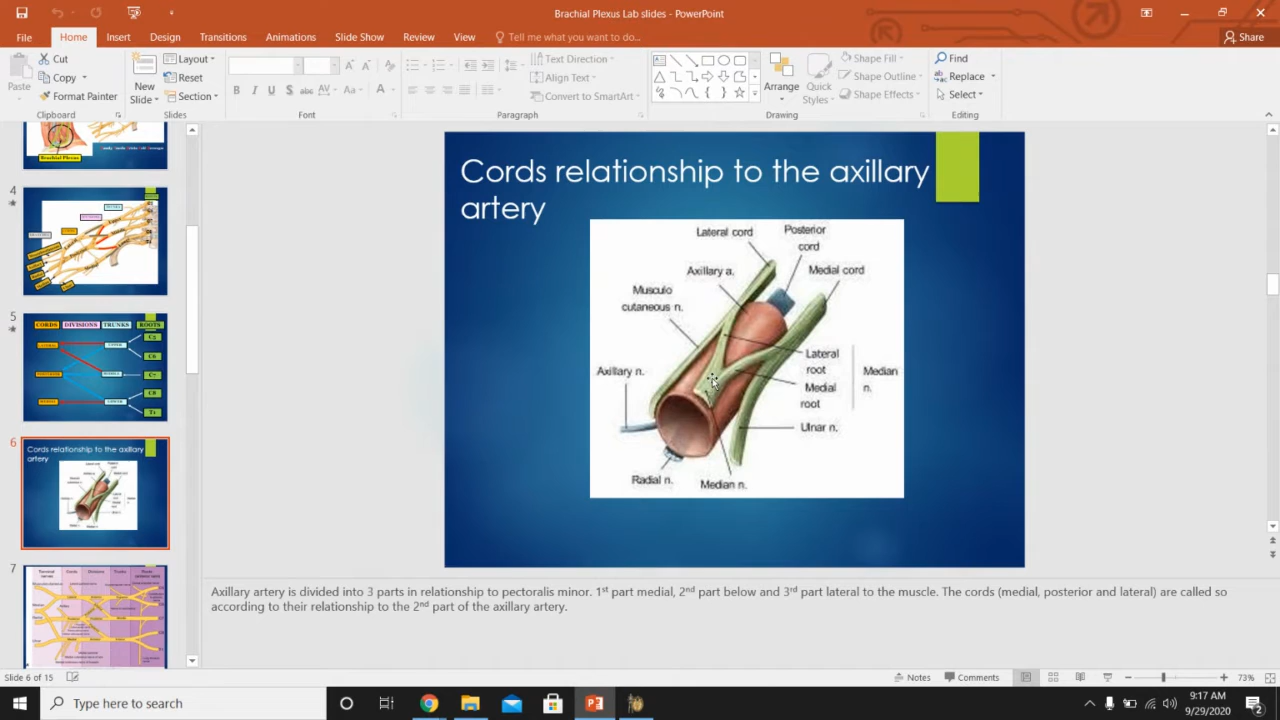 Brachial Plexus Lab slides - PowerPoint
File Home Insert Design Transitions Animations Slide Show Review View Tell me what you want to do... Share
Paste
Cut
Copy
Format Painter
Clipboard
New
Slide
Layout
Reset
Section
Slides
Font
Text Direction
Align Text
Convert to SmartArt
Paragraph
Arrange
Quick
Styles
Shape Fill
Shape Outline
Shape Effects
Drawing
Find
Replace
Select
Editing
Brachial Plexus
4
5
CORDS DIVISIONS TRUNKS ROOTS
C5
C6
C7
C8
T1
6
Cords relationship to the axillary
artery
7
Cords relationship to the axillary
artery
Lateral cord
Posterior
cord
Axillary a.
Medial cord
Musculo
cutaneous n.
Axillary n.
Lateral
root
Medial
root
Median
n.
Ulnar n.
Radial n.
Median n.
Axillary artery is divided into 3 parts in relationship to pectoralis minor. 1st part medial, 2nd part below and 3rd part lateral to the muscle. The cords (medial, posterior and lateral) are called so
according to their relationship to the 2nd part of the axillary artery.
Slide 6 of 15
Notes Comments 73%
Type here to search
9:17 AM
9/29/2020
2